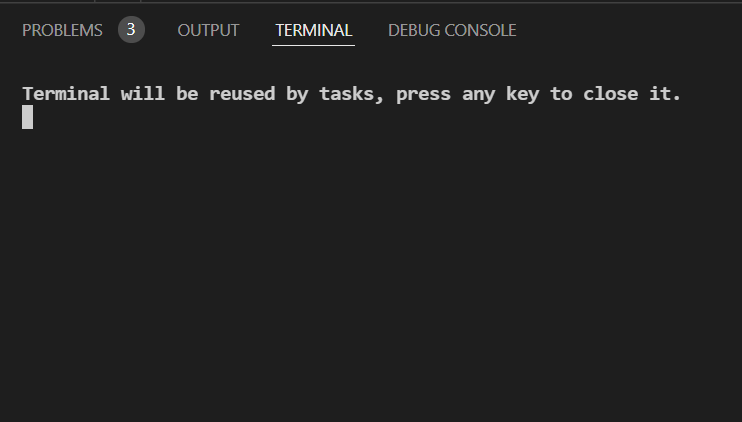 PROBLEMS 3 OUTPUT TERMINAL DEBUG CONSOLE
Terminal will be reused by tasks, press any key to close it.